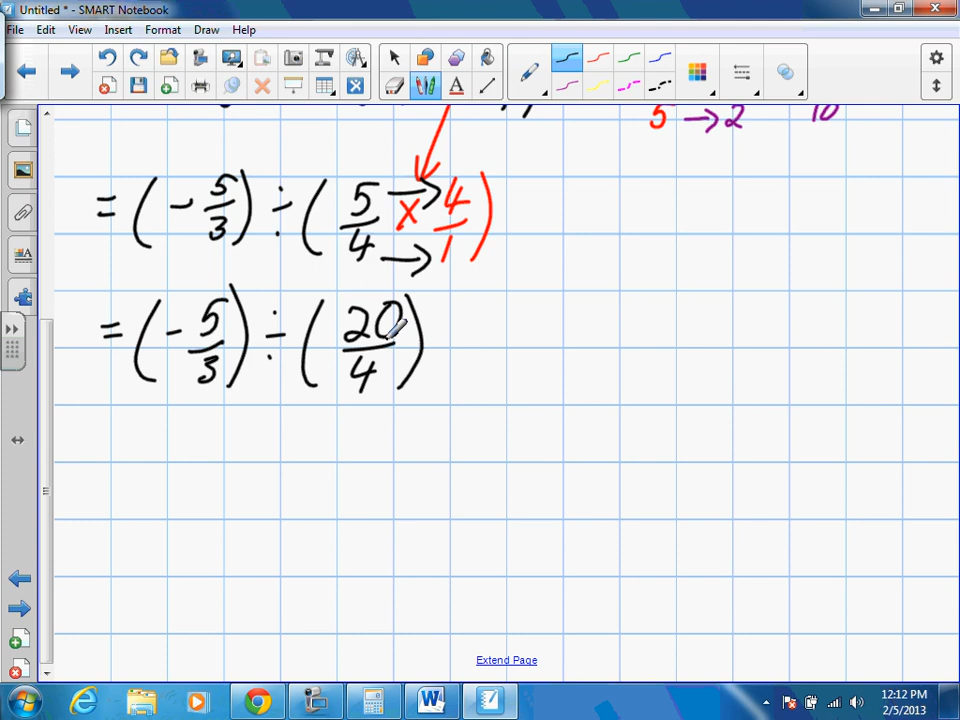 Untitled * - SMART Notebook
File Edit View Insert Format Draw Help
5 → 2 10
= ( - 5/3 ) ÷ ( 5/4 x 4/1 )
= ( - 5/3 ) ÷ ( 20/4 )
Extend Page
12:12 PM
2/5/2013